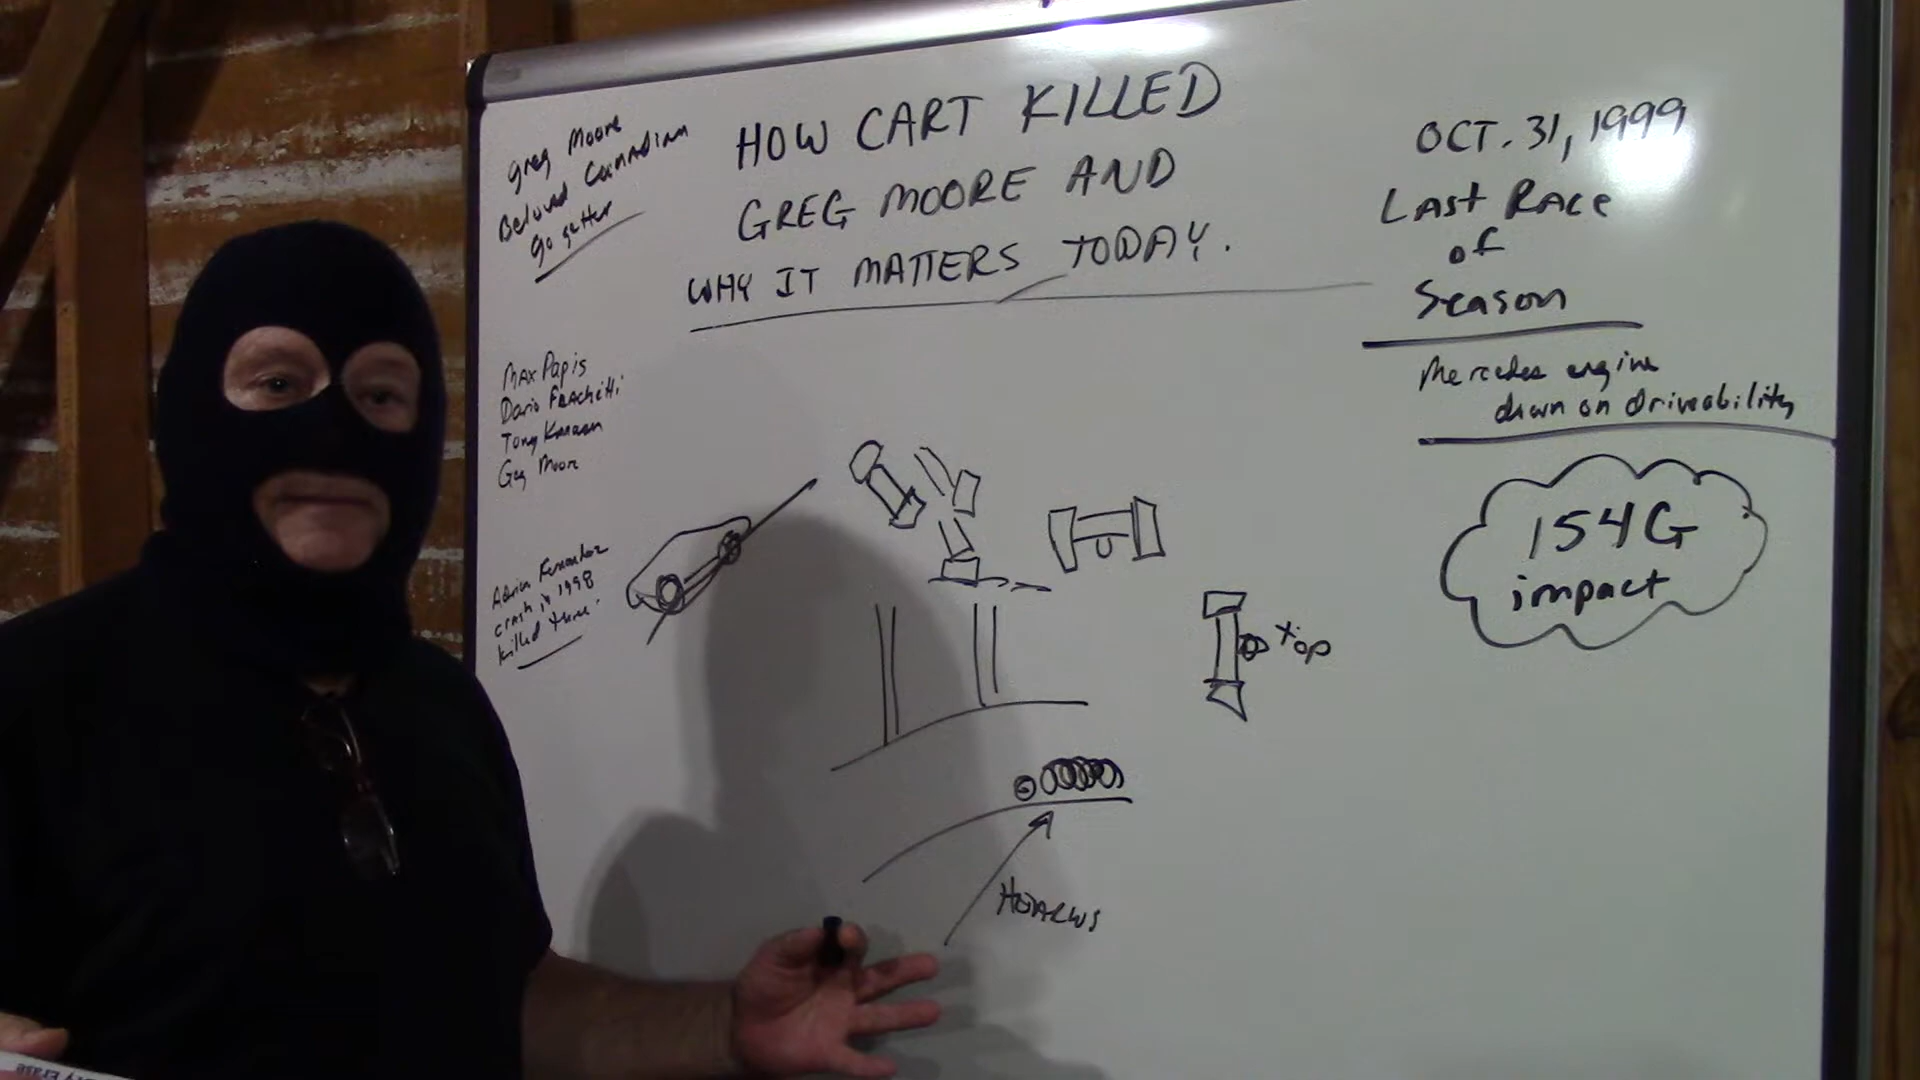 Greg Moore
Beloved Canadian
go getter
HOW CART KILLED
GREG MOORE AND
WHY IT MATTERS TODAY.
OCT. 31, 1999
Last Race
of
Season
Mercedes engine
down on driveability
154G
impact
Max Papis
Dario Franchitti
Tony Kanaan
Greg Moore
Adrian Fernandez
crash in 1998
killed three
Top